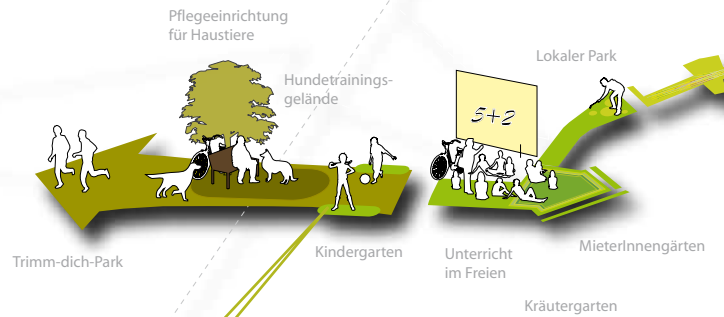 Pflegeeinrichtung
für Haustiere
Lokaler Park
Hundetrainings-
gelände
5+2
Kindergarten
Unterricht
im Freien
MieterInnengärten
Trimm-dich-Park
Kräutergarten